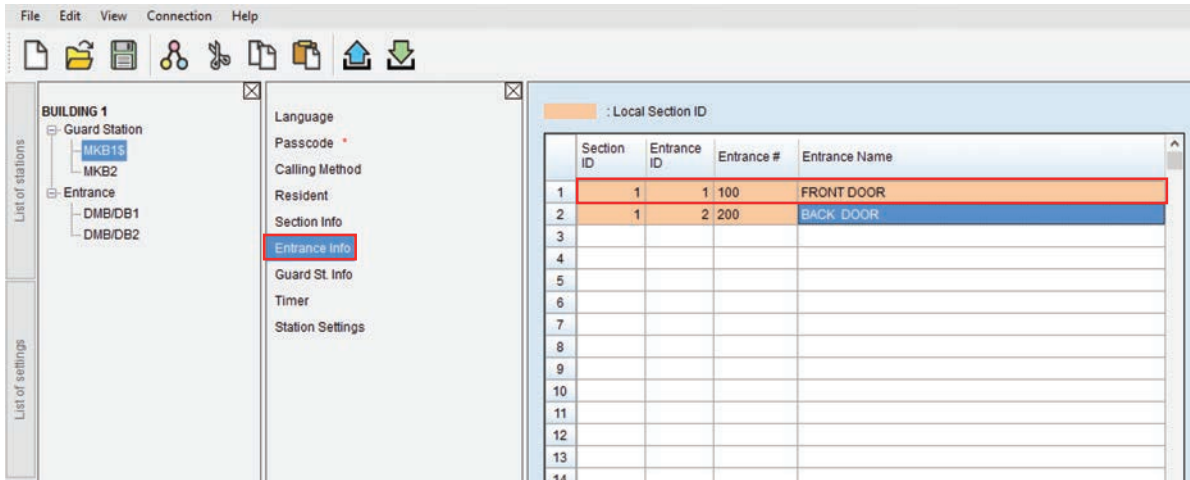 File Edit View Connection Help
List of stations
List of settings
BUILDING 1
Guard Station
MKB1$
MKB2
Entrance
DMB/DB1
DMB/DB2
Language
Passcode *
Calling Method
Resident
Section Info
Entrance Info
Guard St. Info
Timer
Station Settings
: Local Section ID
Section ID Entrance ID Entrance # Entrance Name
1 1 1 100 FRONT DOOR
2 1 2 200 BACK DOOR
3
4
5
6
7
8
9
10
11
12
13
14